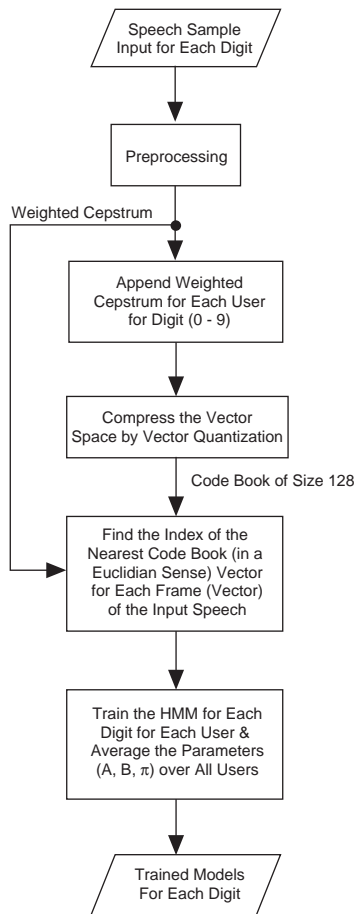 Speech Sample
Input for Each Digit
Preprocessing
Weighted Cepstrum
Append Weighted
Cepstrum for Each User
for Digit (0 - 9)
Compress the Vector
Space by Vector Quantization
Code Book of Size 128
Find the Index of the
Nearest Code Book (in a
Euclidian Sense) Vector
for Each Frame (Vector)
of the Input Speech
Train the HMM for Each
Digit for Each User &
Average the Parameters
(A, B, π) over All Users
Trained Models
For Each Digit